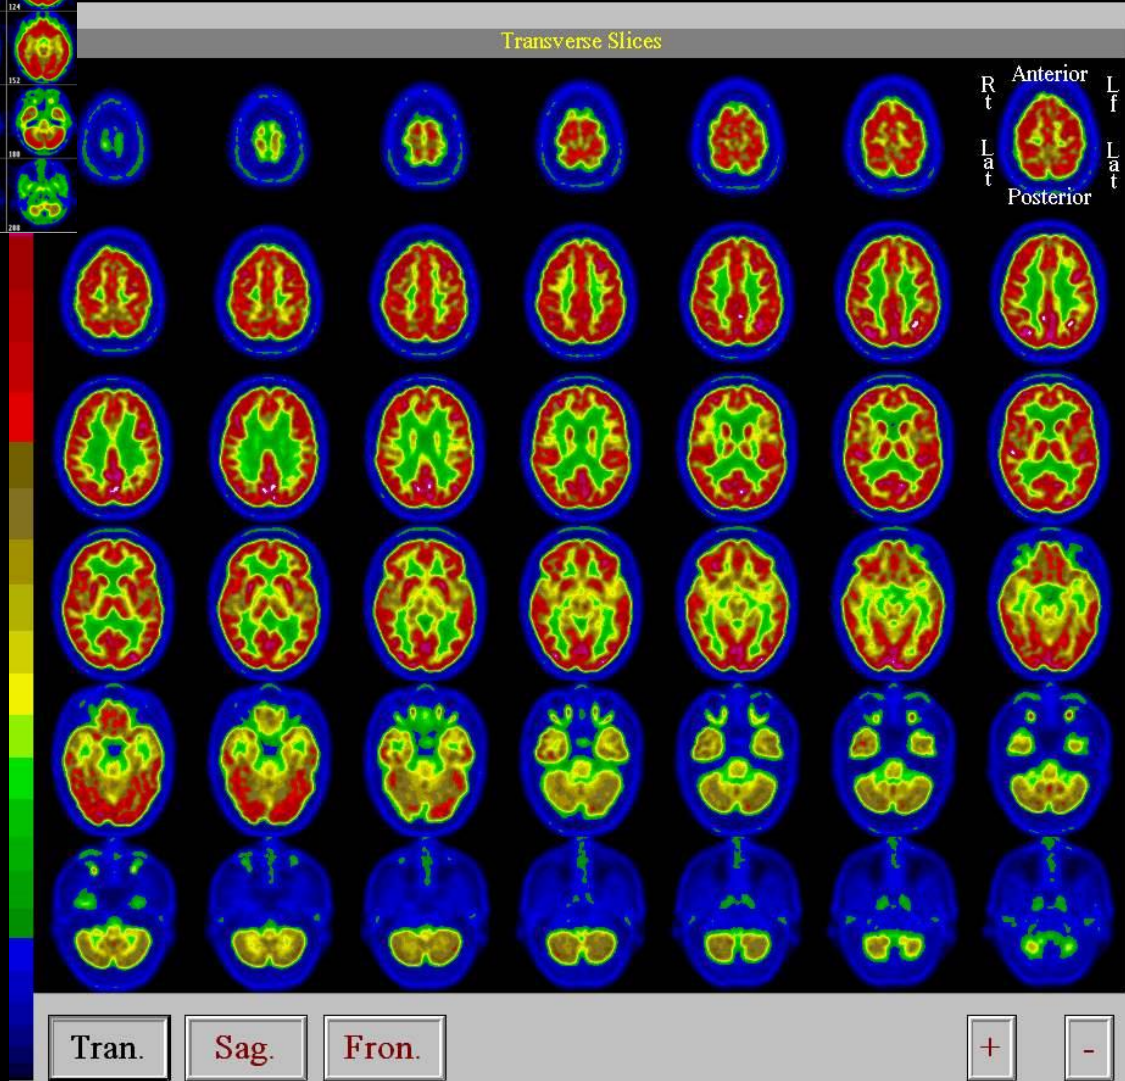 124
152
180
208
Transverse Slices
Anterior
Rt Lat
Lf Lat
Posterior
Tran.
Sag.
Fron.
+
-